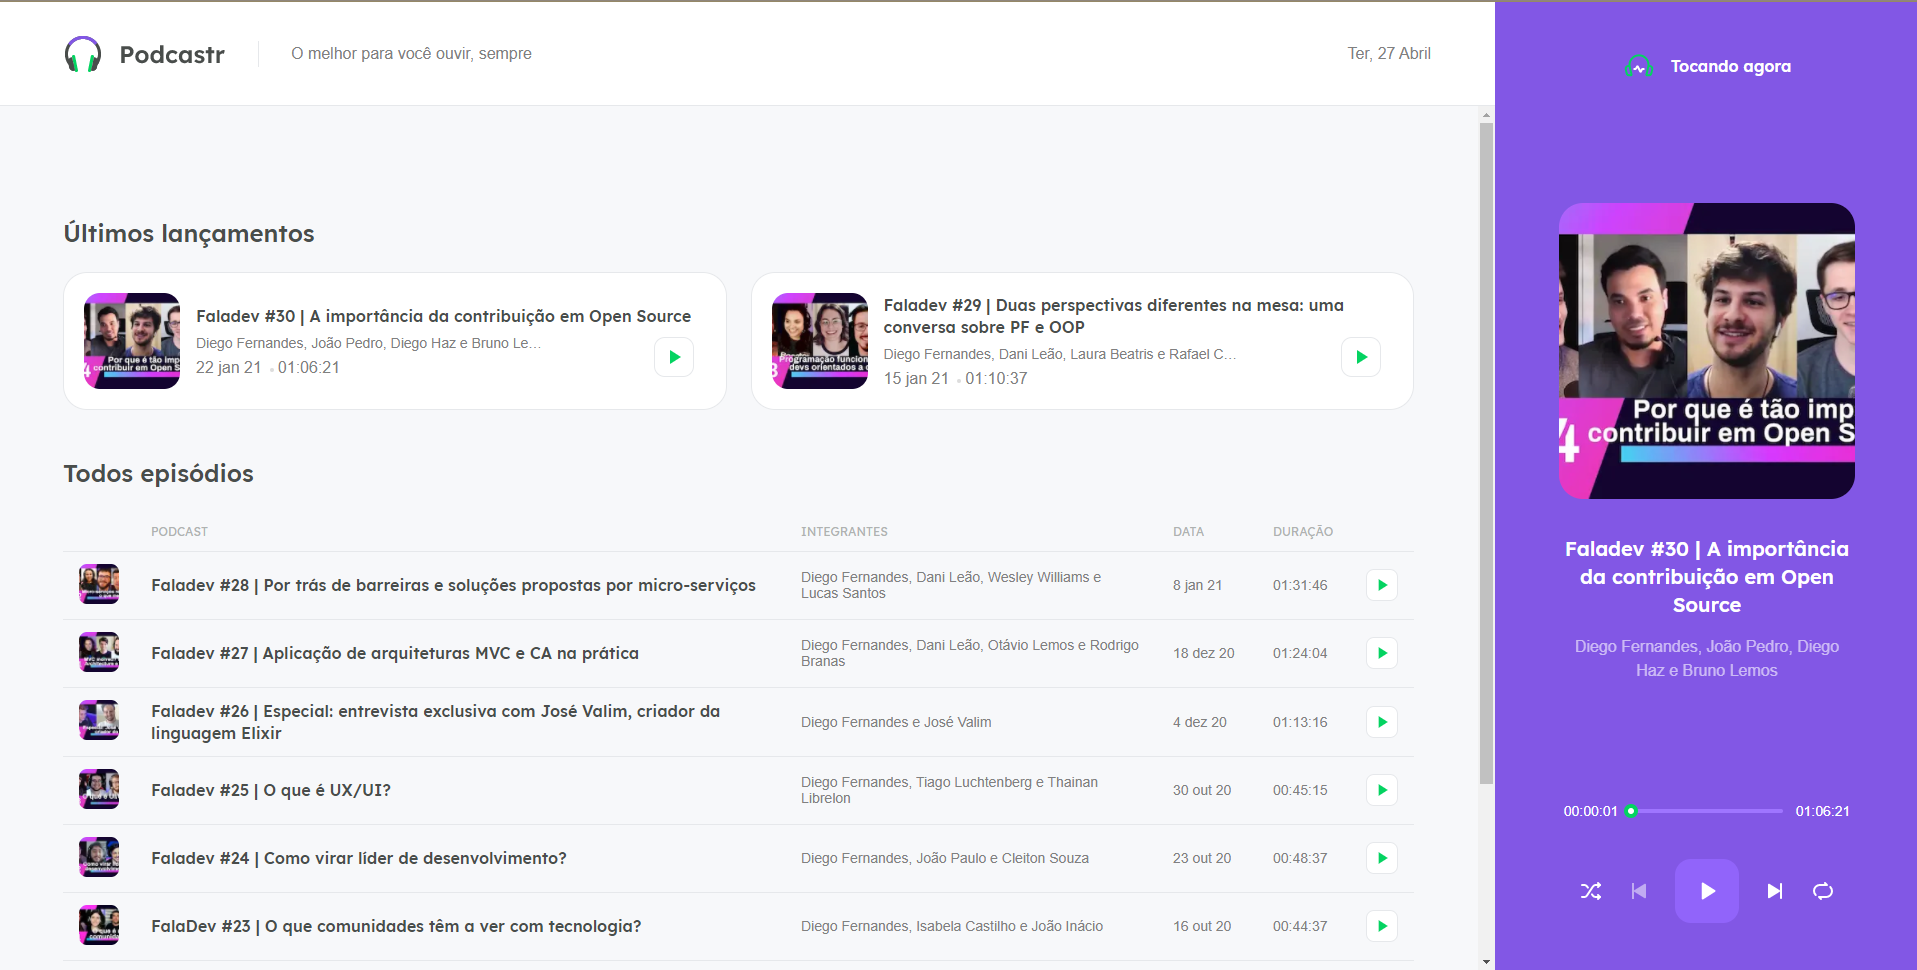 Podcastr
O melhor para você ouvir, sempre
Ter, 27 Abril
Tocando agora
Últimos lançamentos
Por que é tão imp
4 contribuir em Open S
Faladev #30 | A importância da contribuição em Open Source
Diego Fernandes, João Pedro, Diego Haz e Bruno Le...
22 jan 21
01:06:21
Programação funcion
devs orientados a o
Faladev #29 | Duas perspectivas diferentes na mesa: uma
conversa sobre PF e OOP
Diego Fernandes, Dani Leão, Laura Beatris e Rafael C...
15 jan 21
01:10:37
Todos episódios
PODCAST
INTEGRANTES
DATA
DURAÇÃO
Faladev #28 | Por trás de barreiras e soluções propostas por micro-serviços
Diego Fernandes, Dani Leão, Wesley Williams e
Lucas Santos
8 jan 21
01:31:46
Faladev #27 | Aplicação de arquiteturas MVC e CA na prática
Diego Fernandes, Dani Leão, Otávio Lemos e Rodrigo
Branas
18 dez 20
01:24:04
Faladev #26 | Especial: entrevista exclusiva com José Valim, criador da
linguagem Elixir
Diego Fernandes e José Valim
4 dez 20
01:13:16
Faladev #25 | O que é UX/UI?
Diego Fernandes, Tiago Luchtenberg e Thainan
Librelon
30 out 20
00:45:15
Faladev #24 | Como virar líder de desenvolvimento?
Diego Fernandes, João Paulo e Cleiton Souza
23 out 20
00:48:37
FalaDev #23 | O que comunidades têm a ver com tecnologia?
Diego Fernandes, Isabela Castilho e João Inácio
16 out 20
00:44:37
Por que é tão imp
4 contribuir em Open S
Faladev #30 | A importância
da contribuição em Open
Source
Diego Fernandes, João Pedro, Diego
Haz e Bruno Lemos
00:00:01
01:06:21